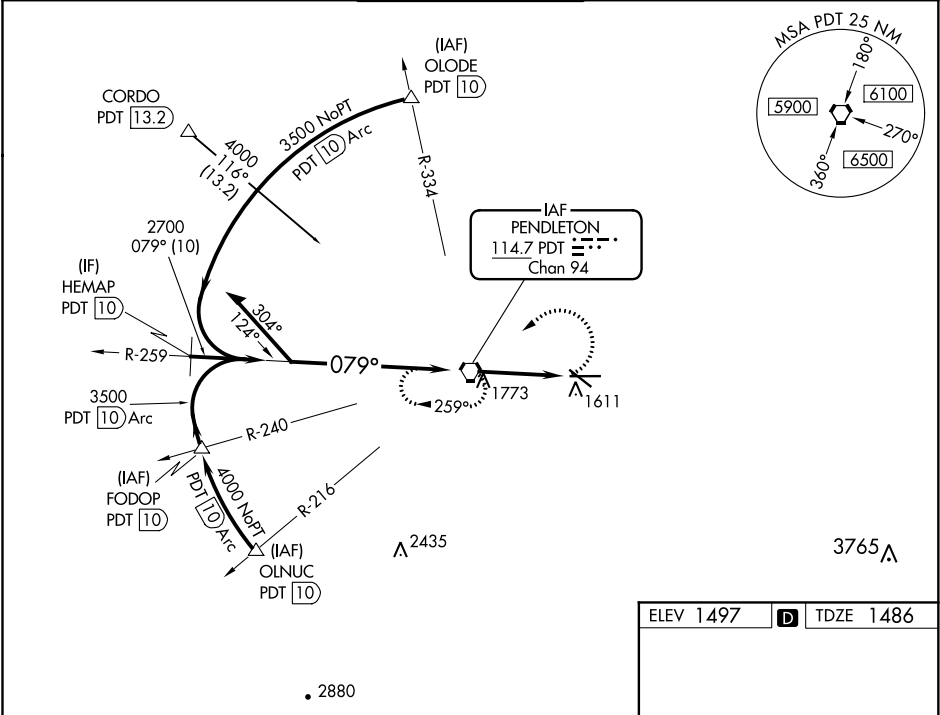 MSA PDT 25 NM
180°
5900
6100
270°
6500
360°
(IAF)
OLODE
PDT 10
CORDO
PDT 13.2
3500 NoPT
PDT 10 Arc
4000
116°
(13.2)
R-334
IAF
PENDLETON
114.7 PDT
Chan 94
2700
079° (10)
(IF)
HEMAP
PDT 10
304°
124°
R-259
079°
1773
1611
259°
3500
PDT 10 Arc
R-240
(IAF)
FODOP
PDT 10
4000 NoPT
PDT 10 Arc
R-216
(IAF)
OLNUC
PDT 10
2435
3765
ELEV 1497 D TDZE 1486
2880